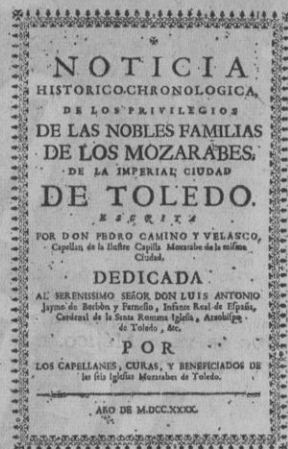 NOTICIA
HISTORICO-CHRONOLOGICA,
DE LOS PRIVILEGIOS
DE LAS NOBLES FAMILIAS
DE LOS MOZARABES,
DE LA IMPERIAL CIUDAD
DE TOLEDO.
ESCRITA
POR DON PEDRO CAMINO Y VELASCO,
Capellan de la Ilustre Capilla Mozarabe de la misma
Ciudad.
DEDICADA
AL SERENISSIMO SEÑOR DON LUIS ANTONIO
Jayme de Borbòn y Farnesio, Infante Real de España,
Cardenal de la Santa Romana Iglesia, Arzobispo
de Toledo, &c.
POR
LOS CAPELLANES, CURAS, Y BENEFICIADOS DE
las seis Iglesias Mozarabes de Toledo.
AÑO DE M.DCC.XXXX.